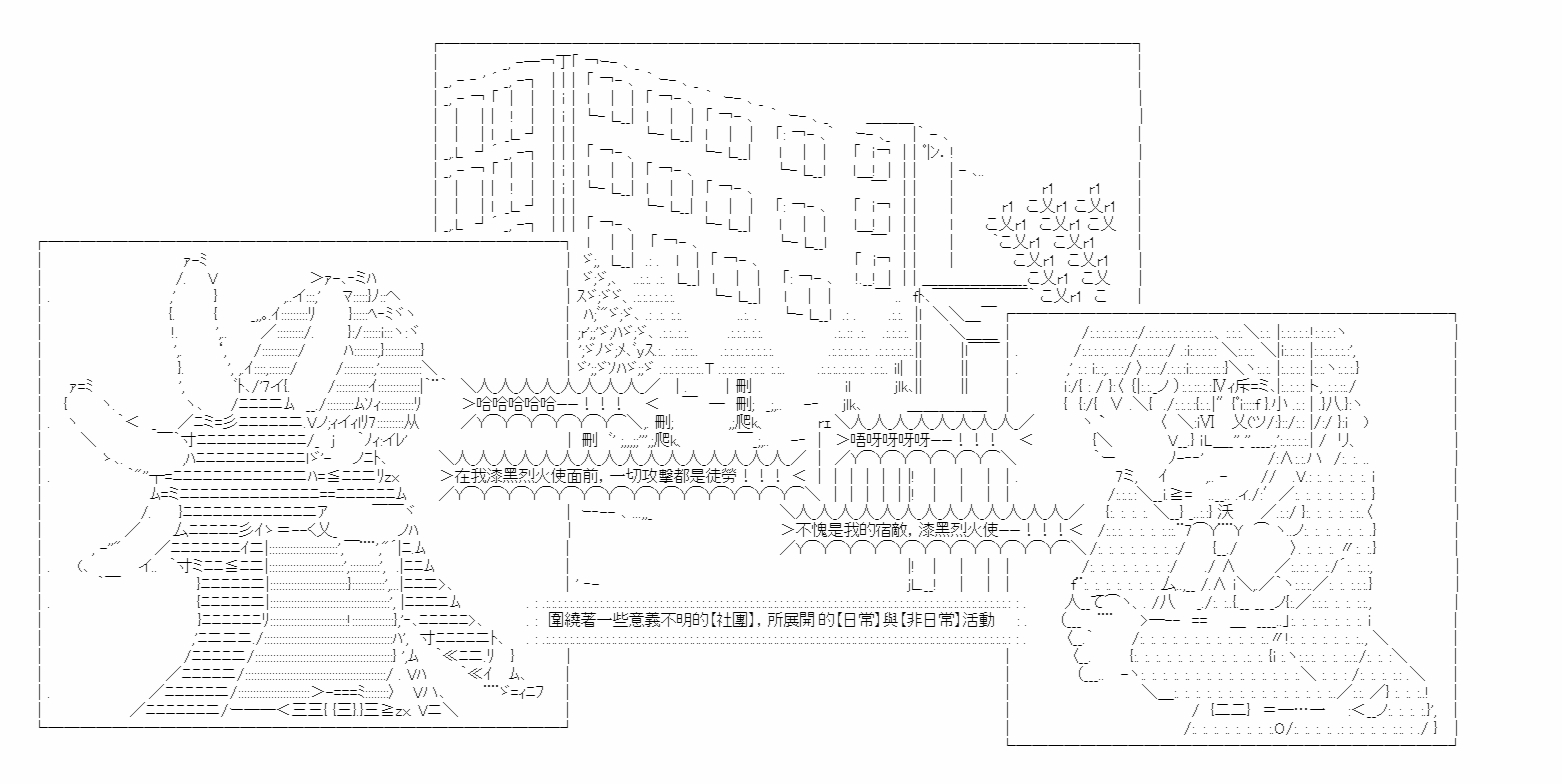 哈哈哈哈哈——！！！
唔呀呀呀呀——！！！
在我漆黑烈火使面前，一切攻擊都是徒勞！！！
不愧是我的宿敵，漆黑烈火使——！！！
圍繞著一些意義不明的【社團】，所展開的【日常】與【非日常】活動